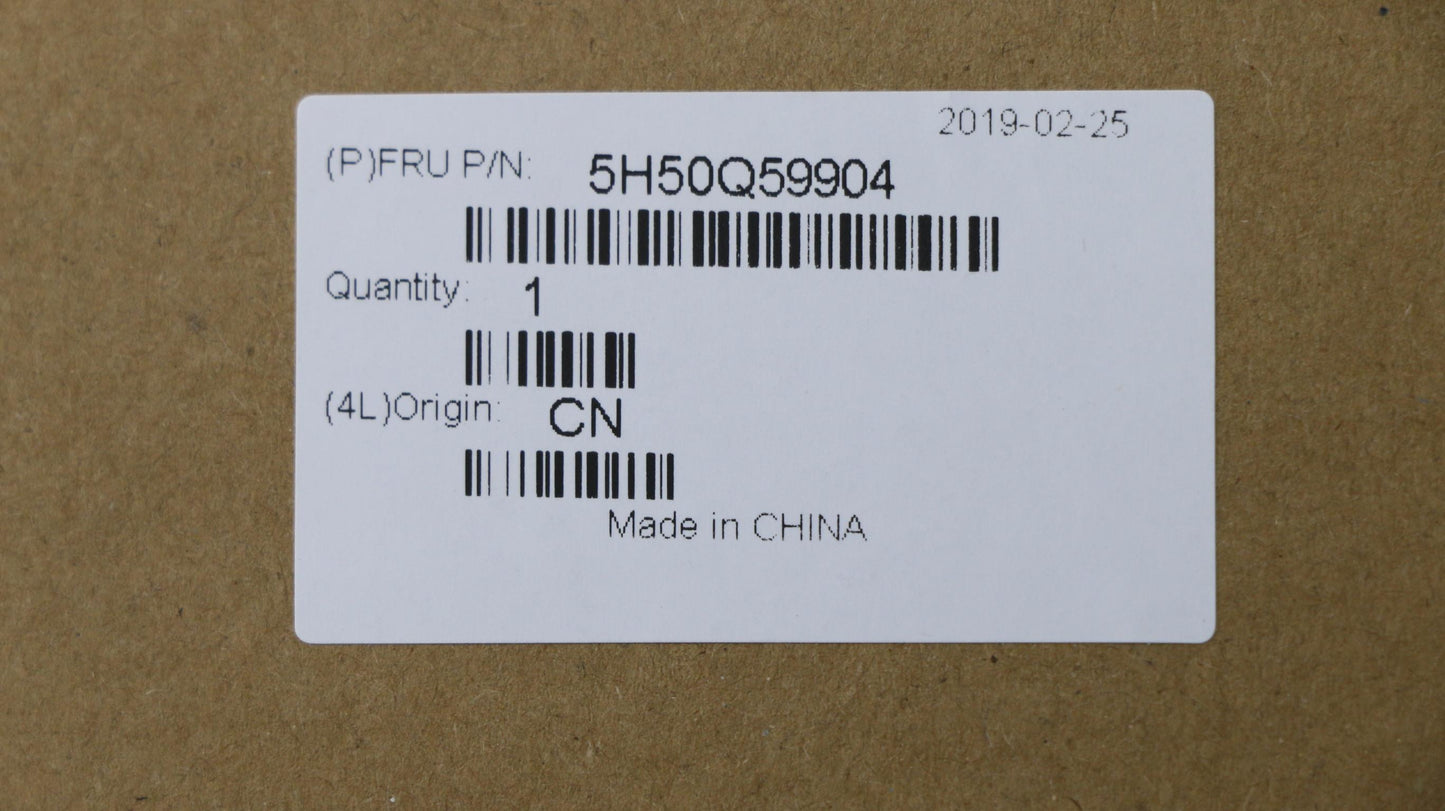 2019-02-25
(P)FRU P/N: 5H50Q59904
Quantity: 1
(4L)Origin: CN
Made in CHINA